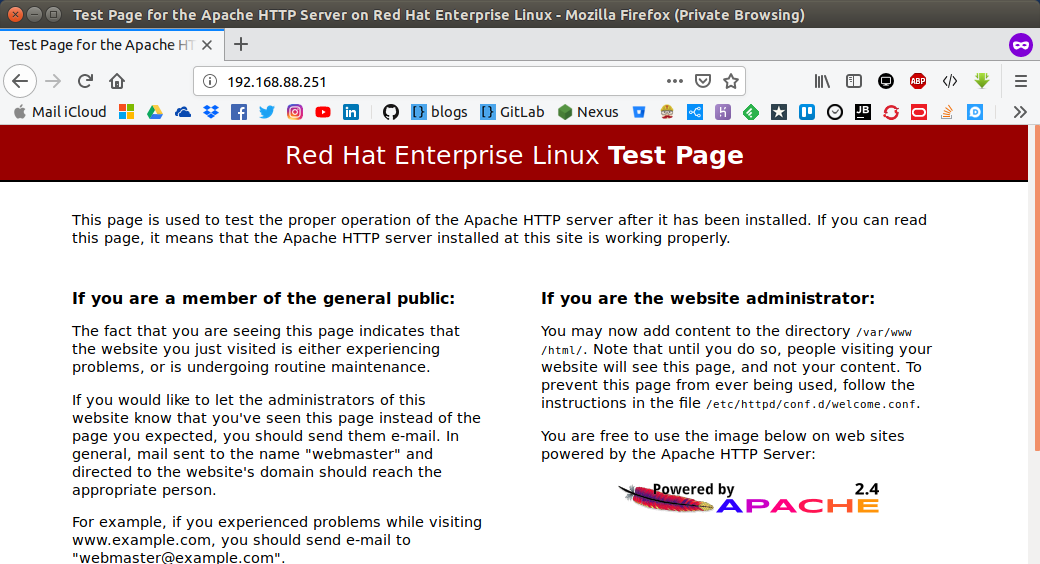 Test Page for the Apache HTTP Server on Red Hat Enterprise Linux - Mozilla Firefox (Private Browsing)
Test Page for the Apache HT
192.168.88.251
ABP
Mail iCloud
blogs
GitLab
Nexus
JB
Red Hat Enterprise Linux Test Page
This page is used to test the proper operation of the Apache HTTP server after it has been installed. If you can read
this page, it means that the Apache HTTP server installed at this site is working properly.
If you are a member of the general public:
The fact that you are seeing this page indicates that
the website you just visited is either experiencing
problems, or is undergoing routine maintenance.
If you would like to let the administrators of this
website know that you've seen this page instead of the
page you expected, you should send them e-mail. In
general, mail sent to the name "webmaster" and
directed to the website's domain should reach the
appropriate person.
For example, if you experienced problems while visiting
www.example.com, you should send e-mail to
"webmaster@example.com".
If you are the website administrator:
You may now add content to the directory /var/www
/html/. Note that until you do so, people visiting your
website will see this page, and not your content. To
prevent this page from ever being used, follow the
instructions in the file /etc/httpd/conf.d/welcome.conf.
You are free to use the image below on web sites
powered by the Apache HTTP Server:
Powered by 2.4
APACHE